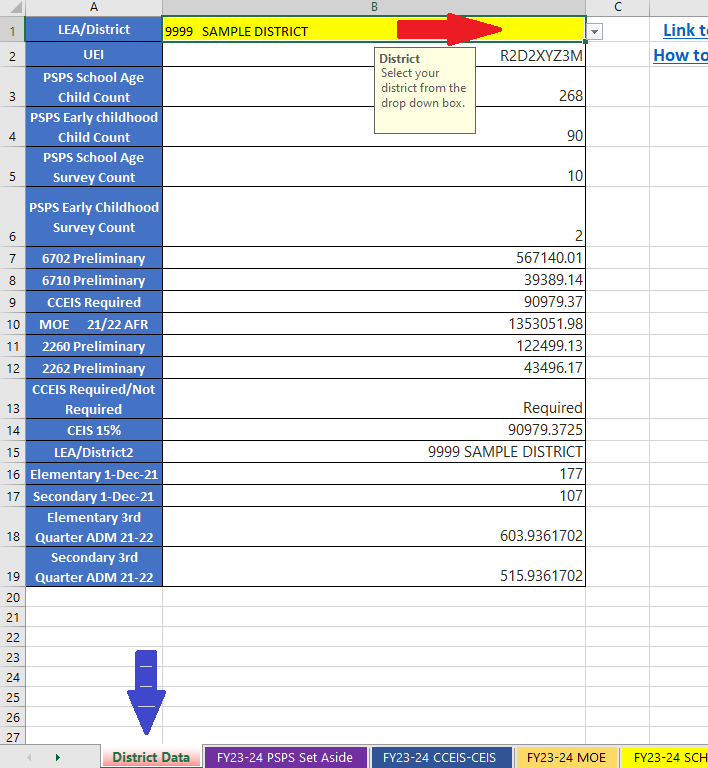 A B C
1 LEA/District 9999 SAMPLE DISTRICT Link to
2 UEI R2D2XYZ3M How to
District
Select your
district from the
drop down box.
PSPS School Age
3 Child Count 268
PSPS Early childhood
4 Child Count 90
PSPS School Age
5 Survey Count 10
PSPS Early Childhood
Survey Count
6 2
7 6702 Preliminary 567140.01
8 6710 Preliminary 39389.14
9 CCEIS Required 90979.37
10 MOE 21/22 AFR 1353051.98
11 2260 Preliminary 122499.13
12 2262 Preliminary 43496.17
CCEIS Required/Not
13 Required Required
14 CEIS 15% 90979.3725
15 LEA/District2 9999 SAMPLE DISTRICT
16 Elementary 1-Dec-21 177
17 Secondary 1-Dec-21 107
Elementary 3rd
18 Quarter ADM 21-22 603.9361702
Secondary 3rd
19 Quarter ADM 21-22 515.9361702
20
21
22
23
24
25
26
27
District Data FY23-24 PSPS Set Aside FY23-24 CCEIS-CEIS FY23-24 MOE FY23-24 SCH